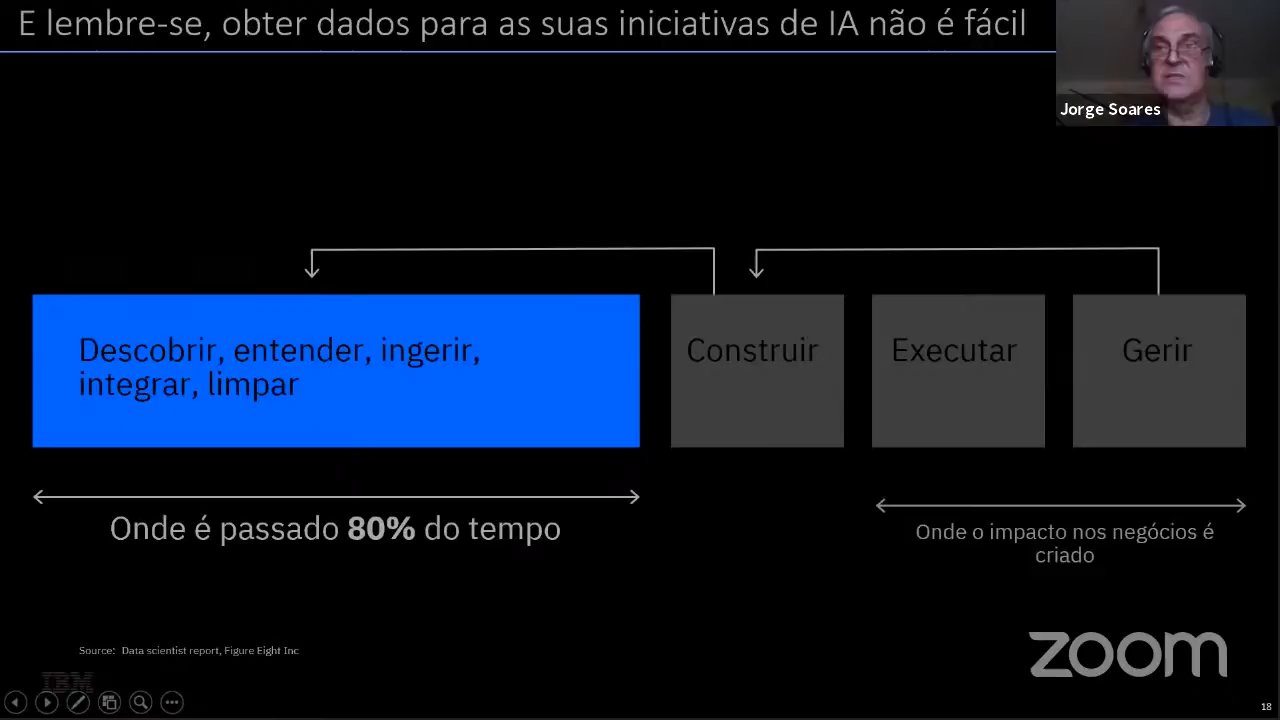 E lembre-se, obter dados para as suas iniciativas de IA não é fácil
Jorge Soares
Descobrir, entender, ingerir,
integrar, limpar
Construir
Executar
Gerir
Onde é passado 80% do tempo
Onde o impacto nos negócios é
criado
Source: Data scientist report, Figure Eight Inc
zoom
IBM
18